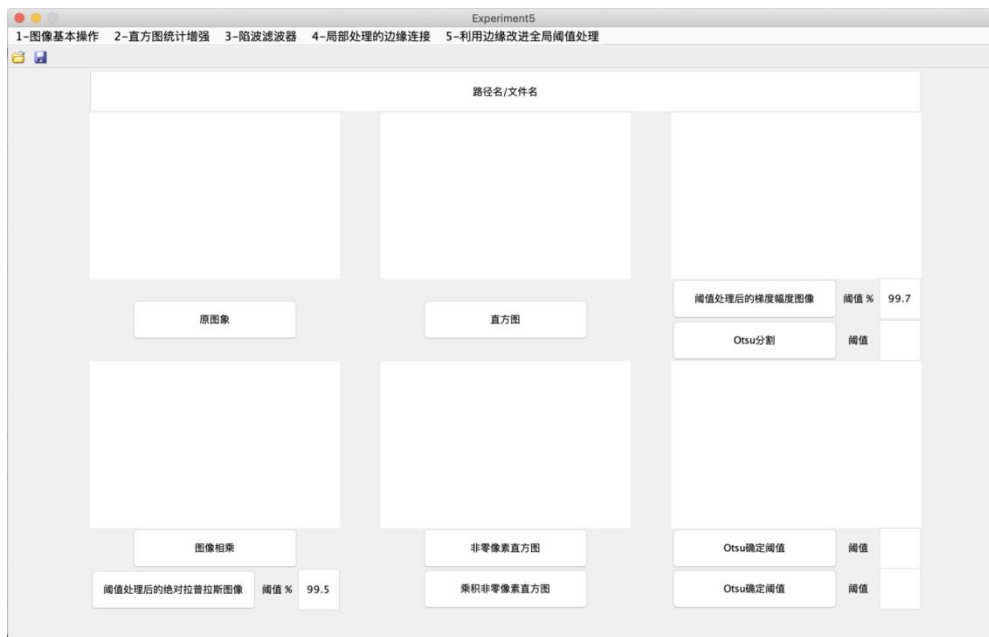 Experiment5
1-图像基本操作 2-直方图统计增强 3-陷波滤波器 4-局部处理的边缘连接 5-利用边缘改进全局阈值处理
路径名/文件名
阈值处理后的梯度幅度图像 阈值 % 99.7
原图象 直方图
Otsu分割 阈值
图像相乘 非零像素直方图 Otsu确定阈值 阈值
阈值处理后的绝对拉普拉斯图像 阈值 % 99.5 乘积非零像素直方图 Otsu确定阈值 阈值